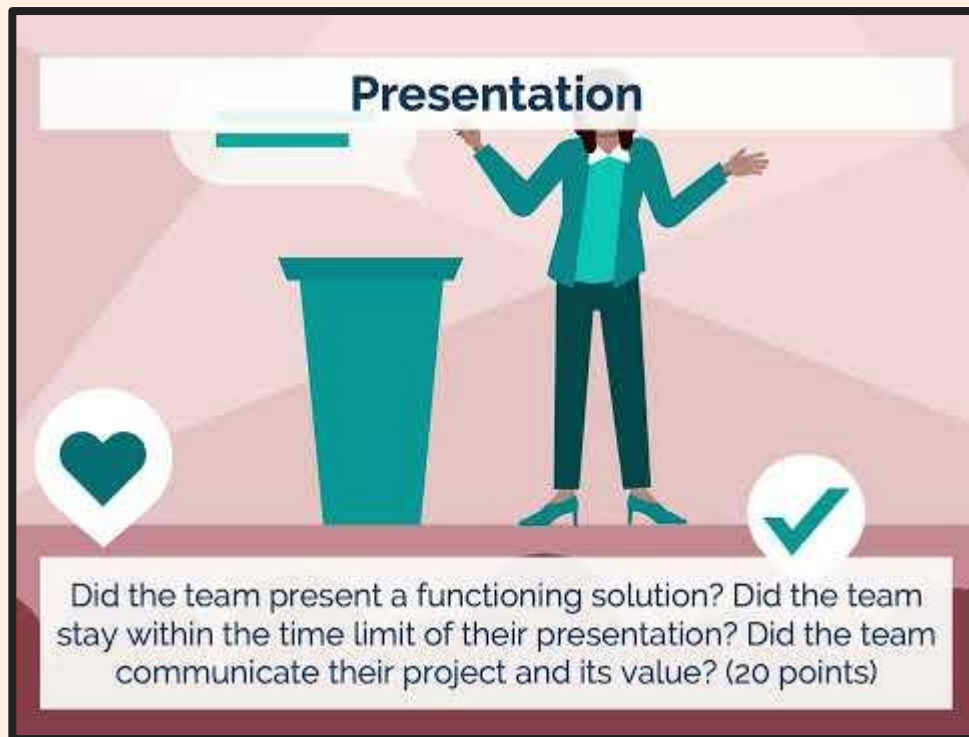 Presentation
Did the team present a functioning solution? Did the team
stay within the time limit of their presentation? Did the team
communicate their project and its value? (20 points)